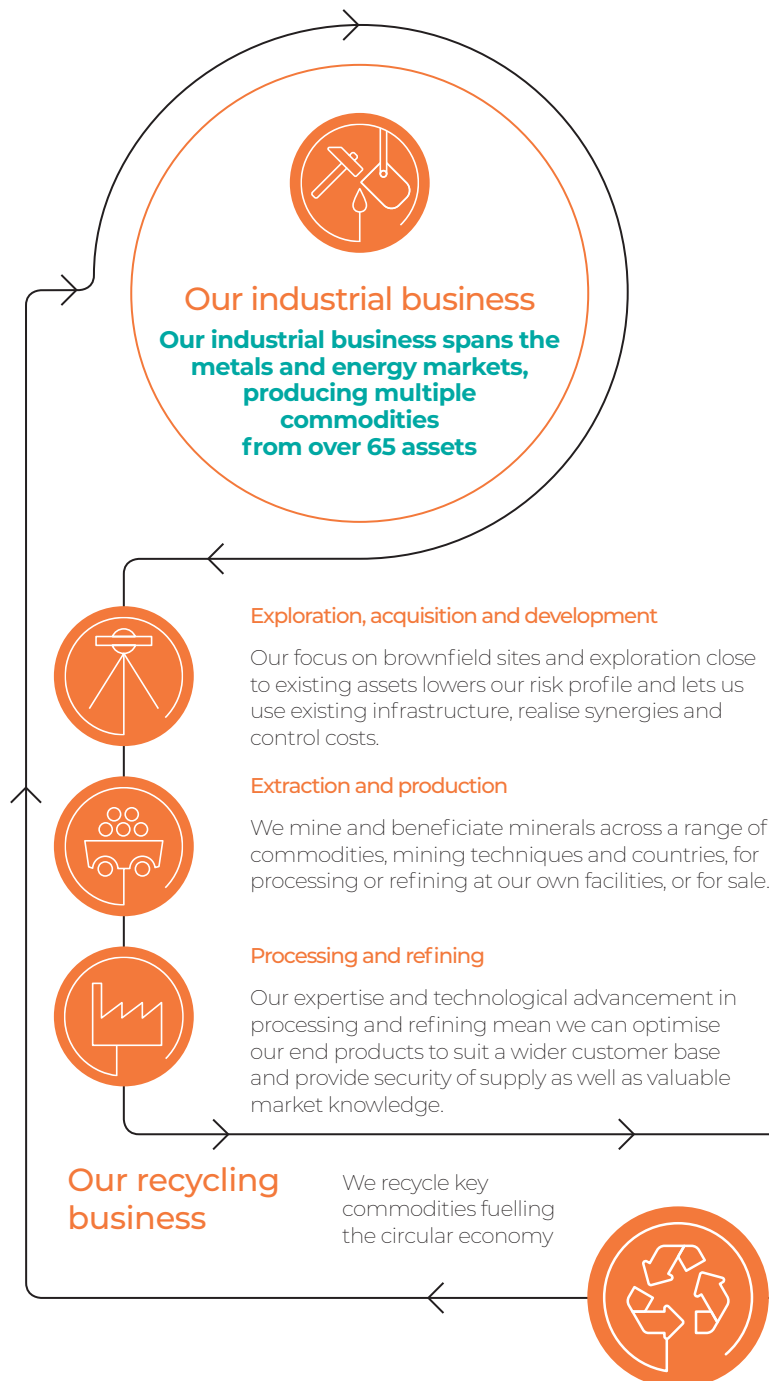 Our industrial business
Our industrial business spans the
metals and energy markets,
producing multiple
commodities
from over 65 assets
Exploration, acquisition and development
Our focus on brownfield sites and exploration close
to existing assets lowers our risk profile and lets us
use existing infrastructure, realise synergies and
control costs.
Extraction and production
We mine and beneficiate minerals across a range of
commodities, mining techniques and countries, for
processing or refining at our own facilities, or for sale.
Processing and refining
Our expertise and technological advancement in
processing and refining mean we can optimise
our end products to suit a wider customer base
and provide security of supply as well as valuable
market knowledge.
Our recycling
business
We recycle key
commodities fuelling
the circular economy